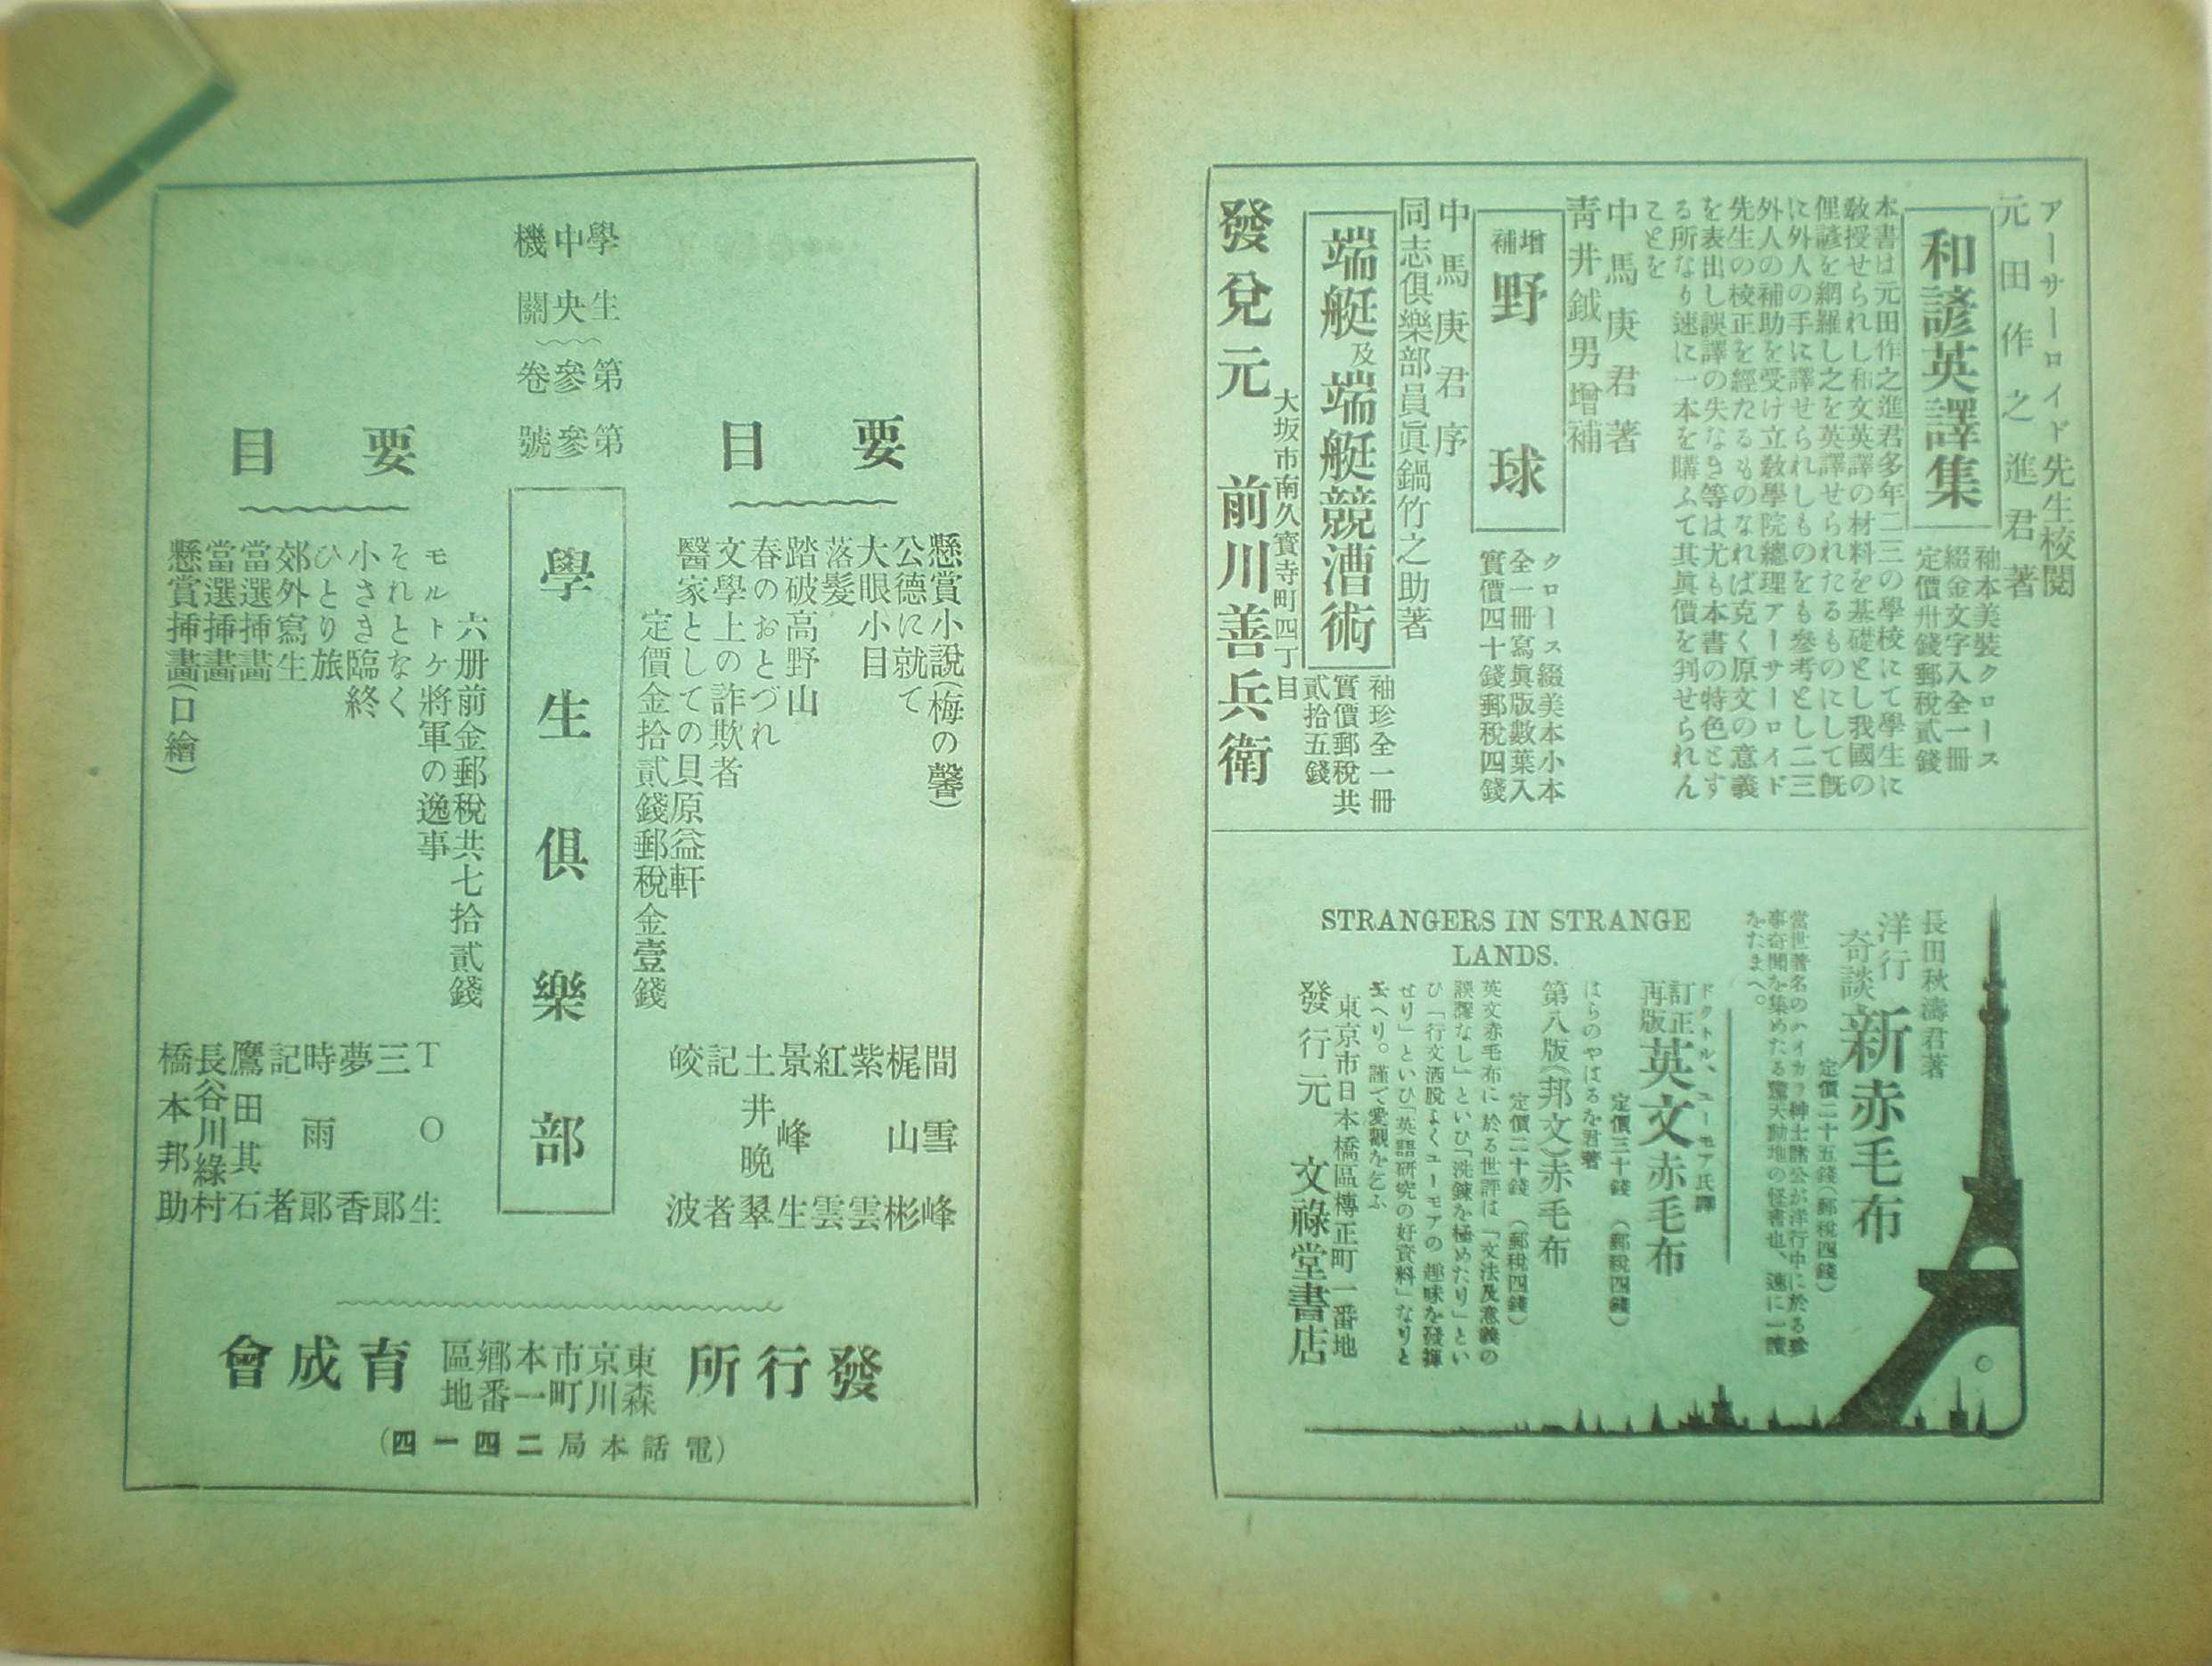 アーサーロイド先生校閲
元田作之進君著
和諺英譯集
袖本美裝クロース
綴金文字入全一冊
定價卅錢郵税貳錢
本書は元田作之進君多年二三の學校にて學生に
敎授せられし和文英譯の材料を基礎とし我國の
俚諺を網羅し之を英譯せられたるものにして既
に外人の手に譯せられしものをも參考とし二三
外人の補助を受け立敎學院總理アーサーロイド
先生の校正を經たるものなれば克く原文の意義
を表出し誤譯の失なき等は尤も本書の特色とす
る所なり速に一本を購ふて其眞價を判せられん
ことを
中馬庚君著
靑井鉞男增補
增補
野球
クロース綴美本小本
全一冊寫眞版數葉入
實價四十錢郵税四錢
中馬庚君序
同志倶樂部員眞鍋竹之助著
端艇及端艇競漕術
袖珍全一冊
實價郵税共
貳拾五錢
大坂市南久寶寺町四丁目
發兌元 前川善兵衛
長田秋濤君著
洋行奇談 新赤毛布
定價二十五錢(郵税四錢)
當世著名のハイカラ紳士諸公が洋行中に於る珍
事奇聞を集めたる驚天動地の怪書也、速に一讀
をたまへ。
ドクトル、ユーモア氏譯
訂正再版 英文赤毛布
定價三十錢 (郵税四錢)
はらのやはるな君著
第八版(邦文)赤毛布
定價二十錢 (郵税四錢)
STRANGERS IN STRANGE
LANDS.
英文赤毛布に於る世評は「文法及意義の
誤謬なし」といひ「洗錬を極めたり」とい
ひ「行文洒脱よくユーモアの趣味を發揮
せり」といひ「英語研究の好資料」なりと
云へり。謹で愛觀を乞ふ
東京市日本橋區榑正町一番地
發行元 文祿堂書店
學生第
中央參
機關卷
第參號
要目
懸賞小說(梅の馨) 間雪峰
公德に就て 梶山彬
大眼小目 紫雲
落髮 紅雲
踏破高野山 景峰生
春のおとづれ 土井晩翠
文學上の詐欺者 記者
醫家としての貝原益軒 皎波
定價金拾貳錢郵税金壹錢
學生倶樂部
六册前金郵税共七拾貳錢
要目
モルトケ將軍の逸事 TO生
それとなく 三郎
小さき臨終 夢香
ひとり旅 時雨郎
郊外寫生 記者
當選挿畫 鷹田其石
當選挿畫 長谷川綠村
懸賞挿畫(口繪) 橋本邦助
發行所
東京市本鄕區
森川町一番地
育成會
(電話本局二四一四)